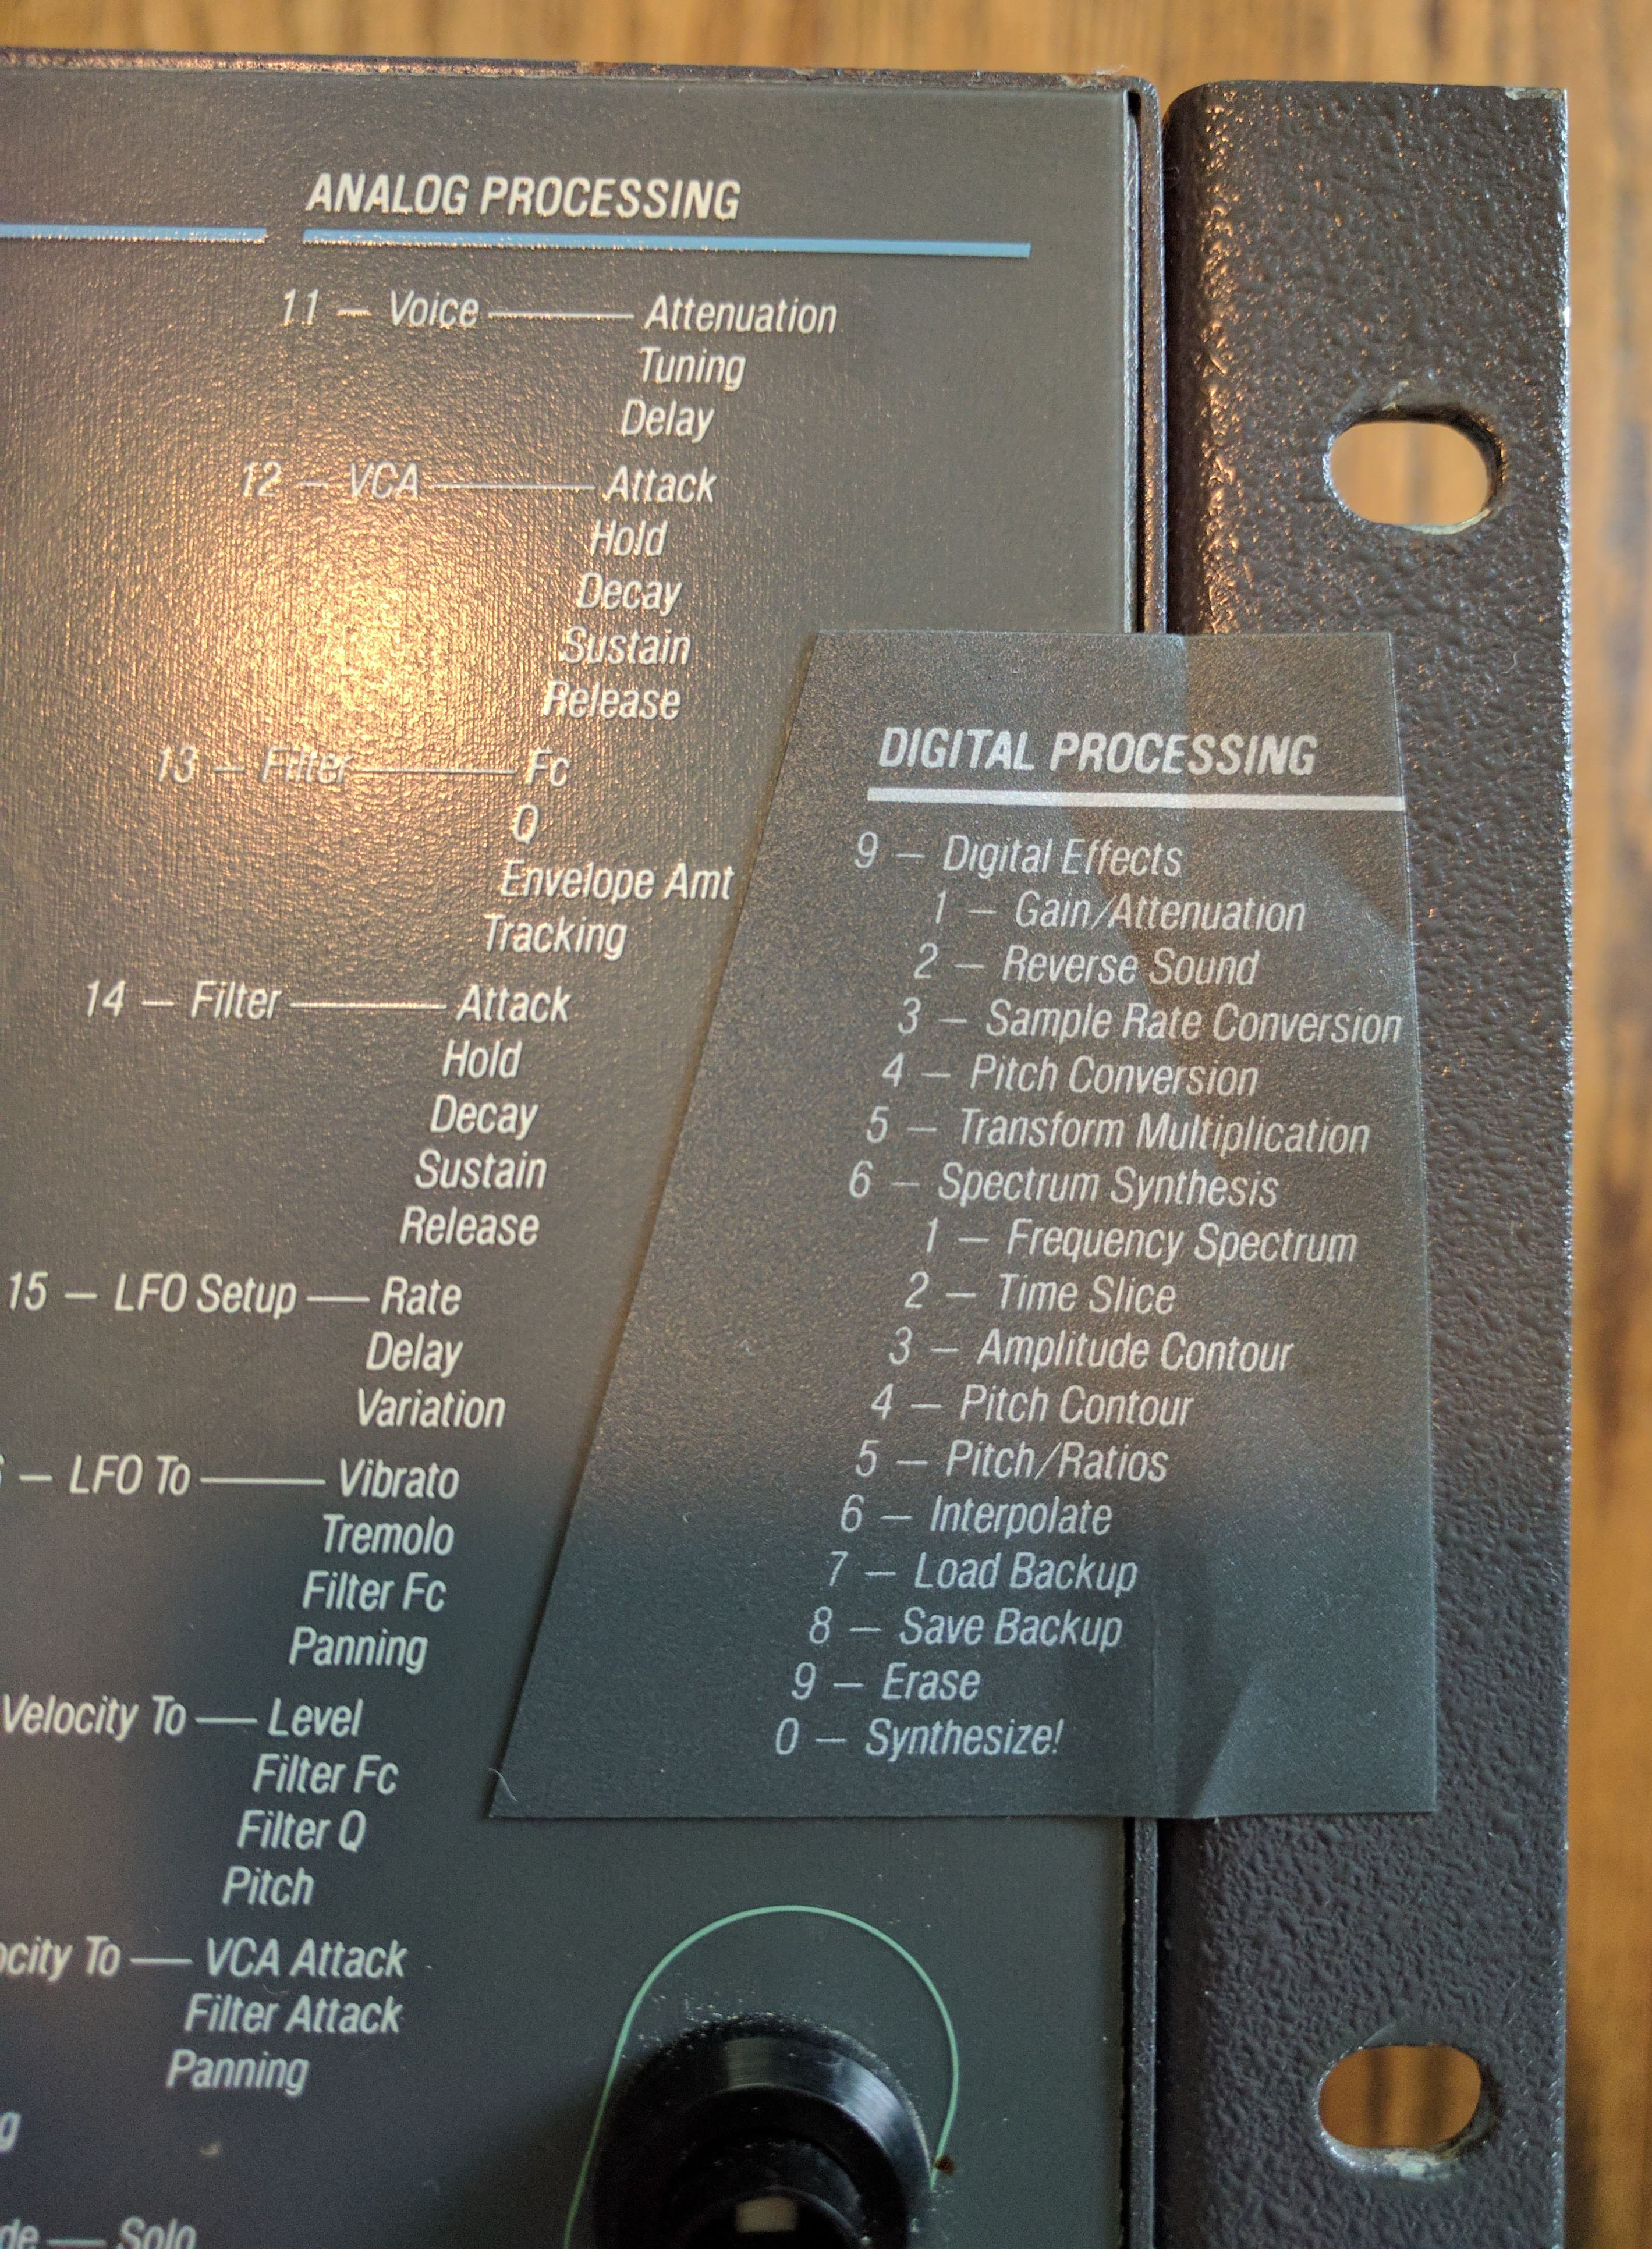 ANALOG PROCESSING
11 – Voice — Attenuation
Tuning
Delay
12 – VCA — Attack
Hold
Decay
Sustain
Release
13 – Filter — Fc
Q
Envelope Amt
Tracking
14 – Filter — Attack
Hold
Decay
Sustain
Release
15 – LFO Setup — Rate
Delay
Variation
– LFO To — Vibrato
Tremolo
Filter Fc
Panning
Velocity To — Level
Filter Fc
Filter Q
Pitch
To — VCA Attack
Filter Attack
Panning
— Solo
DIGITAL PROCESSING
9 – Digital Effects
1 – Gain/Attenuation
2 – Reverse Sound
3 – Sample Rate Conversion
4 – Pitch Conversion
5 – Transform Multiplication
6 – Spectrum Synthesis
1 – Frequency Spectrum
2 – Time Slice
3 – Amplitude Contour
4 – Pitch Contour
5 – Pitch/Ratios
6 – Interpolate
7 – Load Backup
8 – Save Backup
9 – Erase
0 – Synthesize!